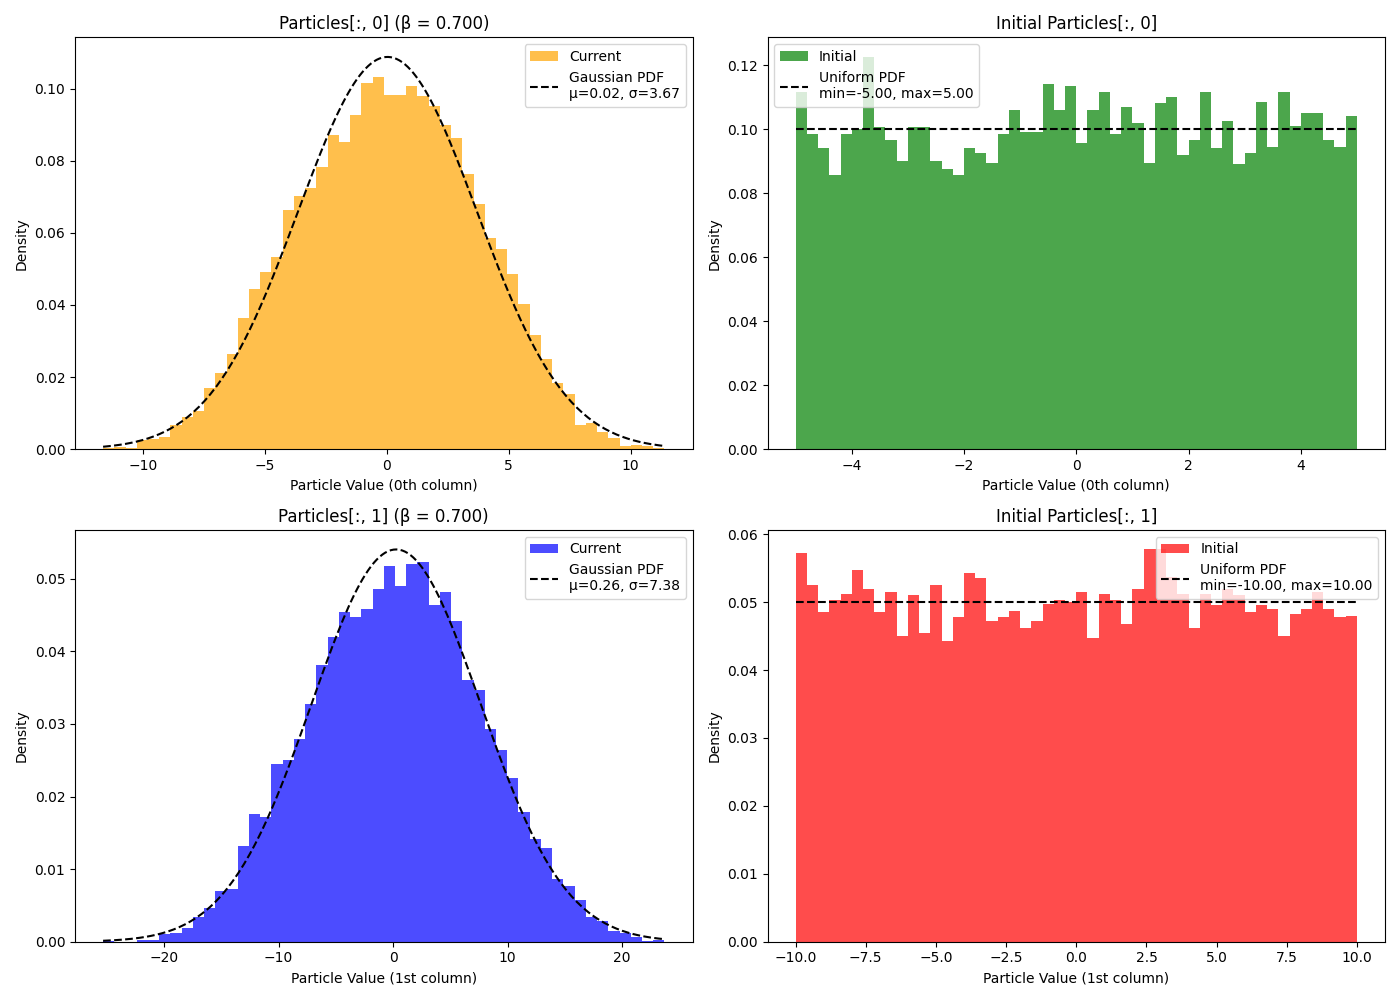 Particles[:, 0] (β = 0.700)
Current
Gaussian PDF
μ=0.02, σ=3.67
Density
0.10
0.08
0.06
0.04
0.02
0.00
−10
−5
0
5
10
Particle Value (0th column)
Initial Particles[:, 0]
Initial
Uniform PDF
min=-5.00, max=5.00
Density
0.12
0.10
0.08
0.06
0.04
0.02
0.00
−4
−2
0
2
4
Particle Value (0th column)
Particles[:, 1] (β = 0.700)
Current
Gaussian PDF
μ=0.26, σ=7.38
Density
0.05
0.04
0.03
0.02
0.01
0.00
−20
−10
0
10
20
Particle Value (1st column)
Initial Particles[:, 1]
Initial
Uniform PDF
min=-10.00, max=10.00
Density
0.06
0.05
0.04
0.03
0.02
0.01
0.00
−10.0
−7.5
−5.0
−2.5
0.0
2.5
5.0
7.5
10.0
Particle Value (1st column)